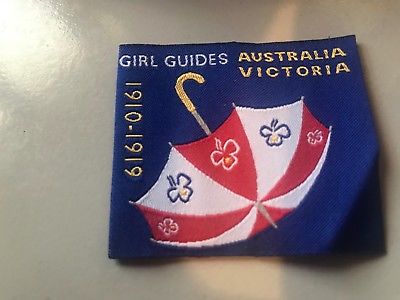 GIRL GUIDES AUSTRALIA
VICTORIA
1910-1919